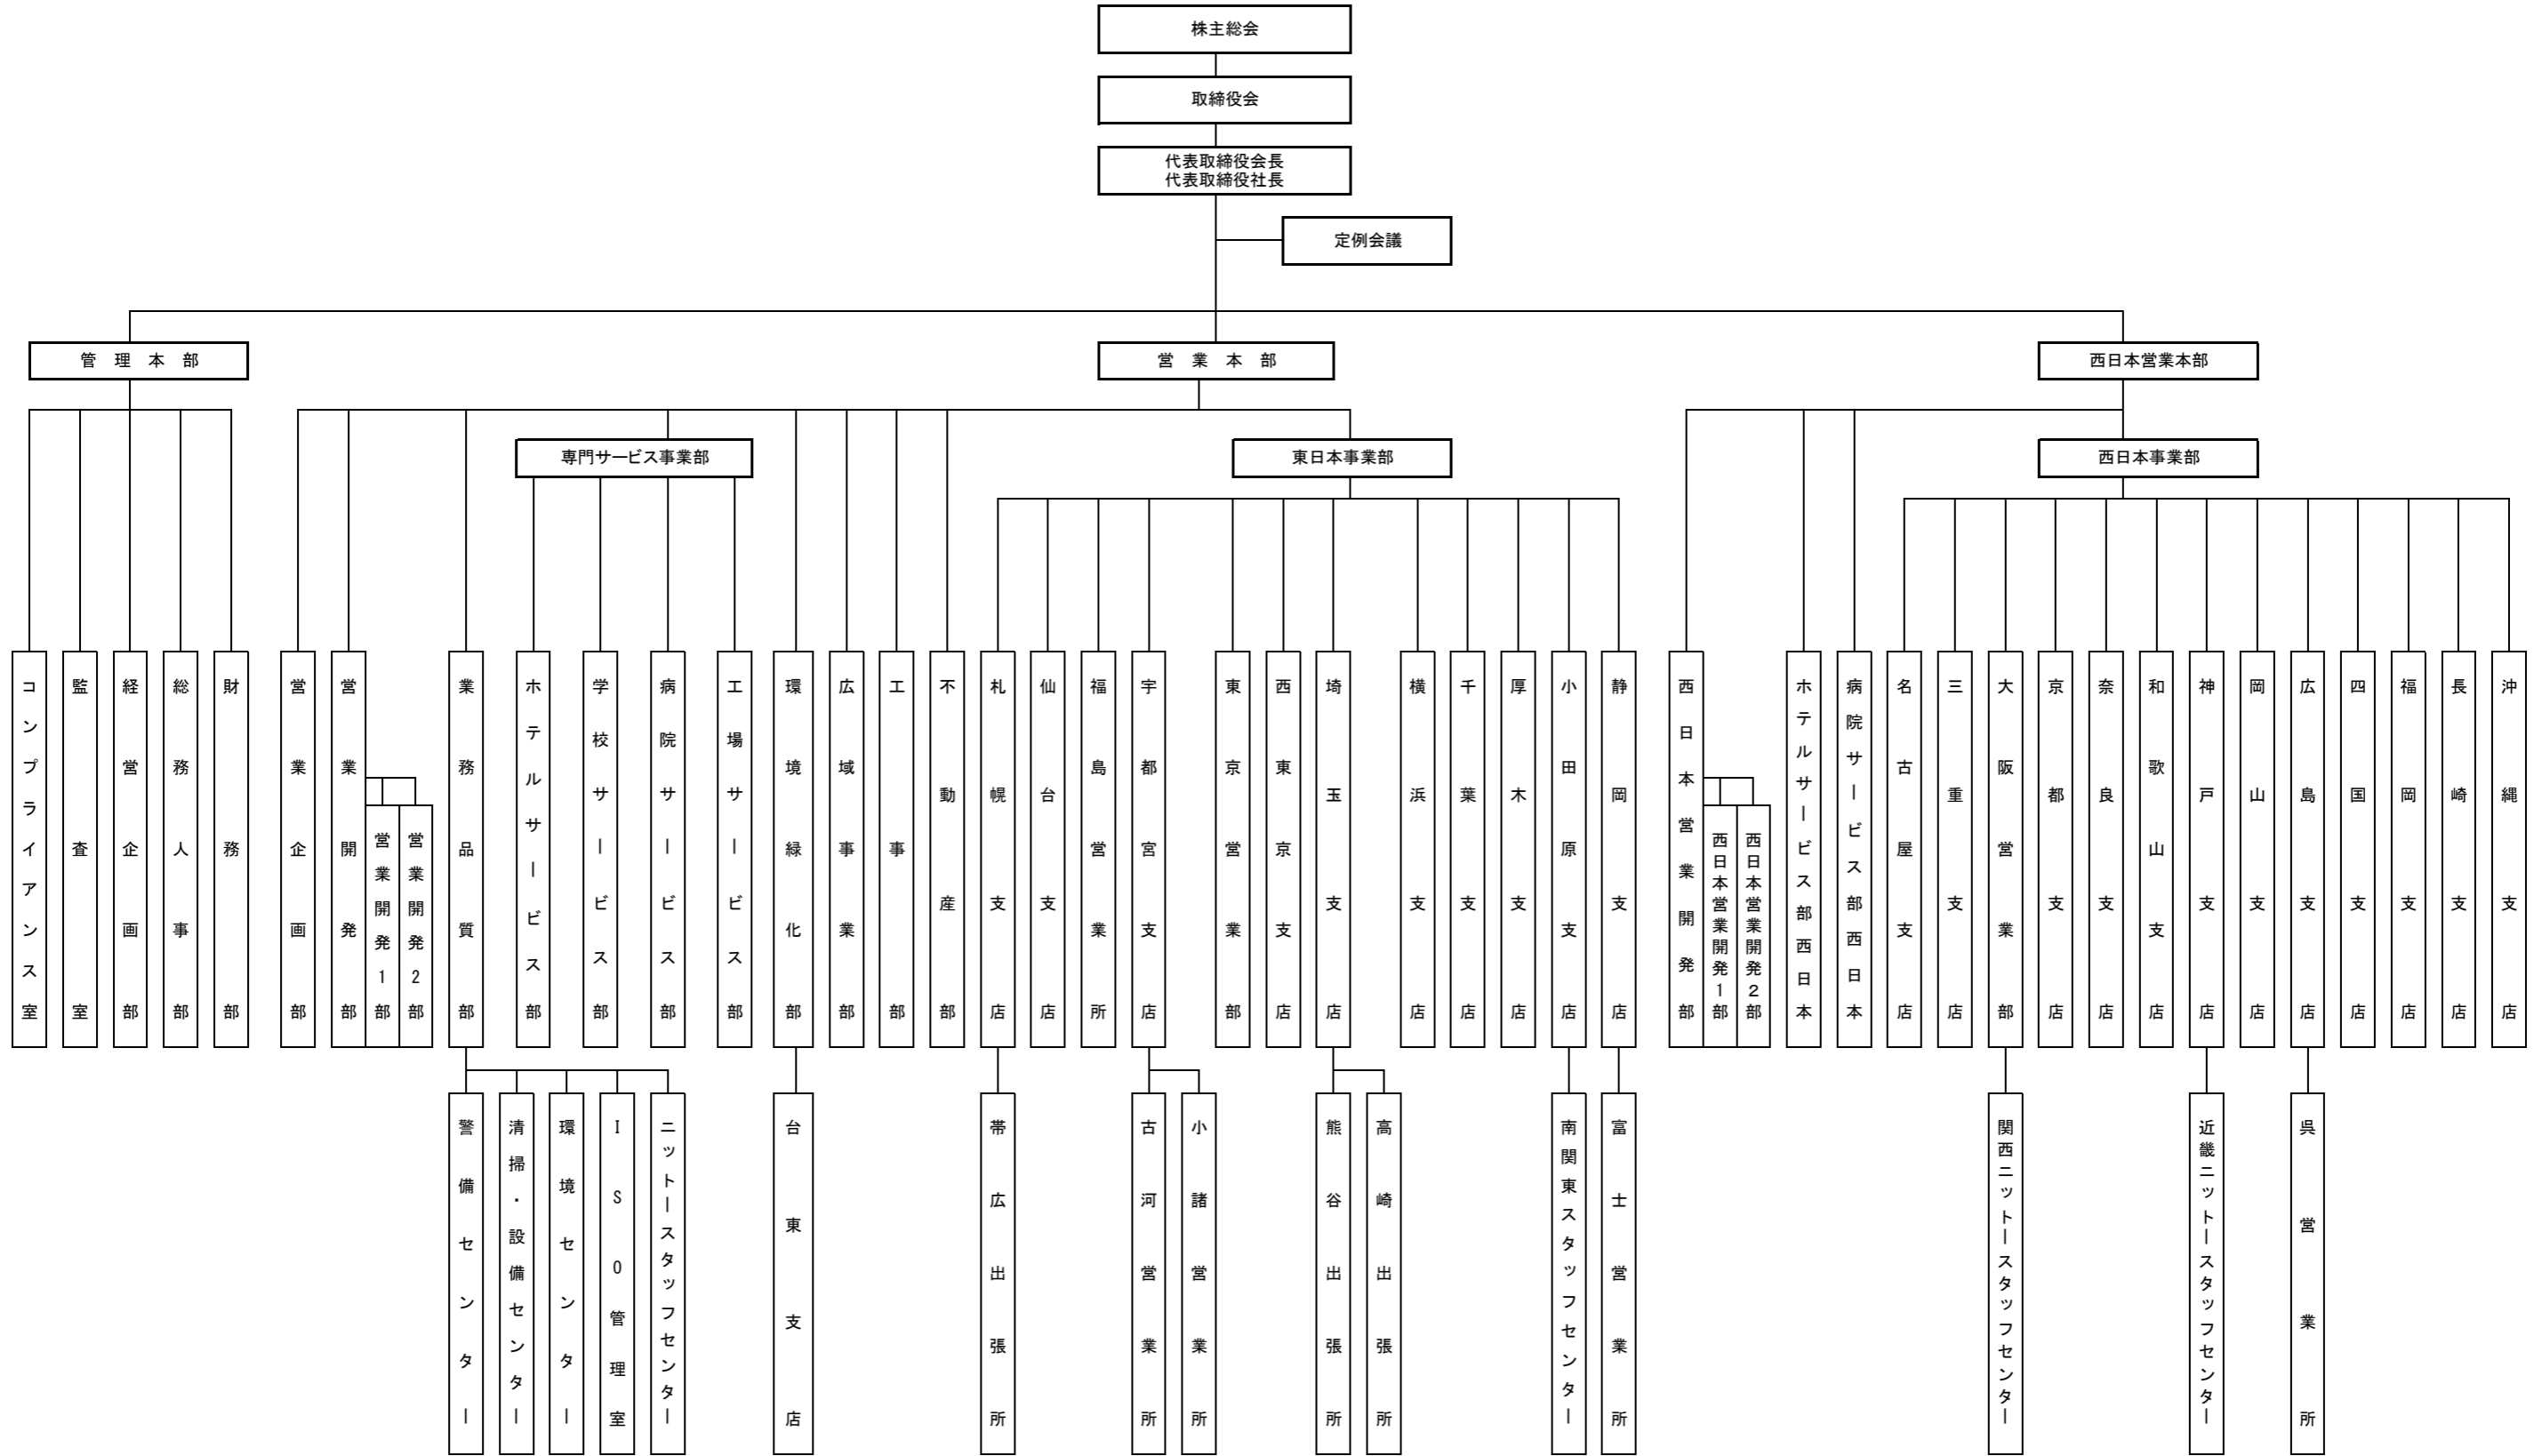 株主総会
取締役会
代表取締役会長
代表取締役社長
定例会議
管理本部
営業本部
西日本営業本部
専門サービス事業部
東日本事業部
西日本事業部
コンプライアンス室
監査室
経営企画部
総務人事部
財務部
営業企画部
営業開発部
営業開発1部
営業開発2部
業務品質部
ホテルサービス部
学校サービス部
病院サービス部
工場サービス部
環境緑化部
広域事業部
工事部
不動産部
札幌支店
仙台支店
福島営業所
宇都宮支店
東京営業部
西東京支店
埼玉支店
横浜支店
千葉支店
厚木支店
小田原支店
静岡支店
西日本営業開発部
西日本営業開発1部
西日本営業開発2部
ホテルサービス部西日本
病院サービス部西日本
名古屋支店
三重支店
大阪営業部
京都支店
奈良支店
和歌山支店
神戸支店
岡山支店
広島支店
四国支店
福岡支店
長崎支店
沖縄支店
警備センター
清掃・設備センター
環境センター
ISO管理室
ニットースタッフセンター
台東支店
帯広出張所
古河営業所
小諸営業所
熊谷出張所
高崎出張所
南関東スタッフセンター
富士営業所
関西ニットースタッフセンター
近畿ニットースタッフセンター
呉営業所